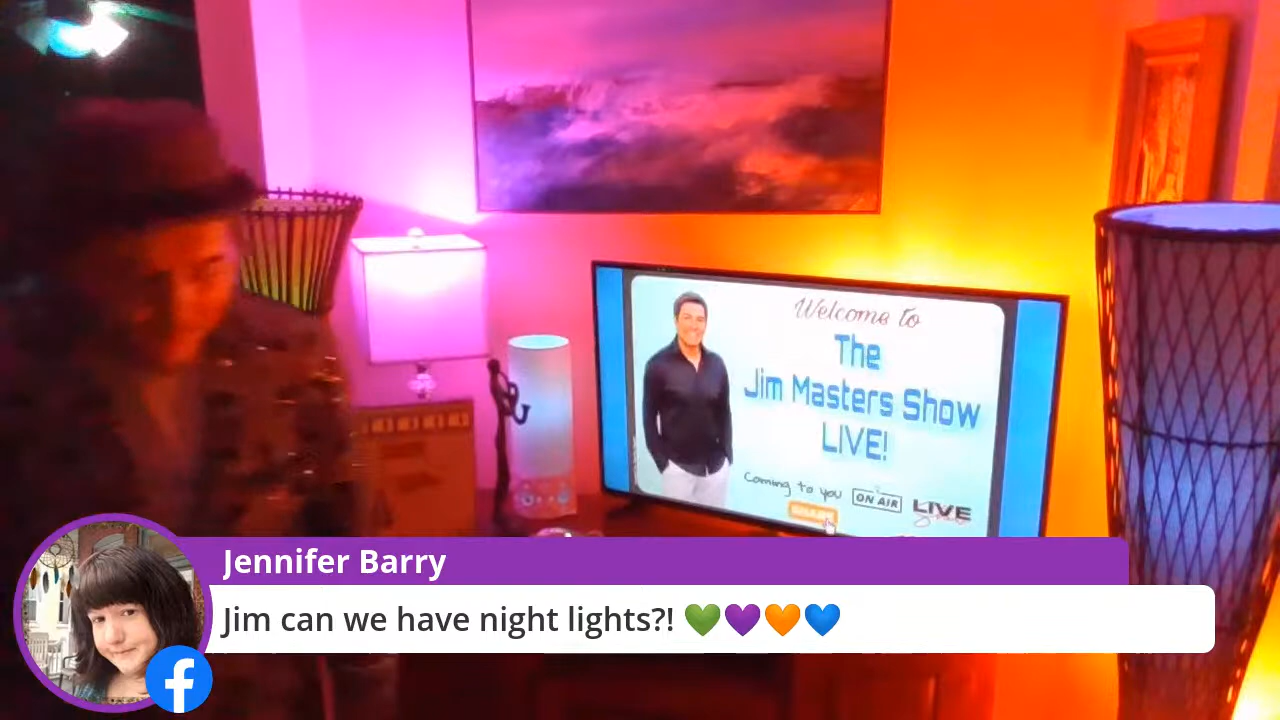 Welcome to
The
Jim Masters Show
LIVE!
Coming to you ON AIR LIVE
SHARE
Jennifer Barry
Jim can we have night lights?! 💚💜🧡💙